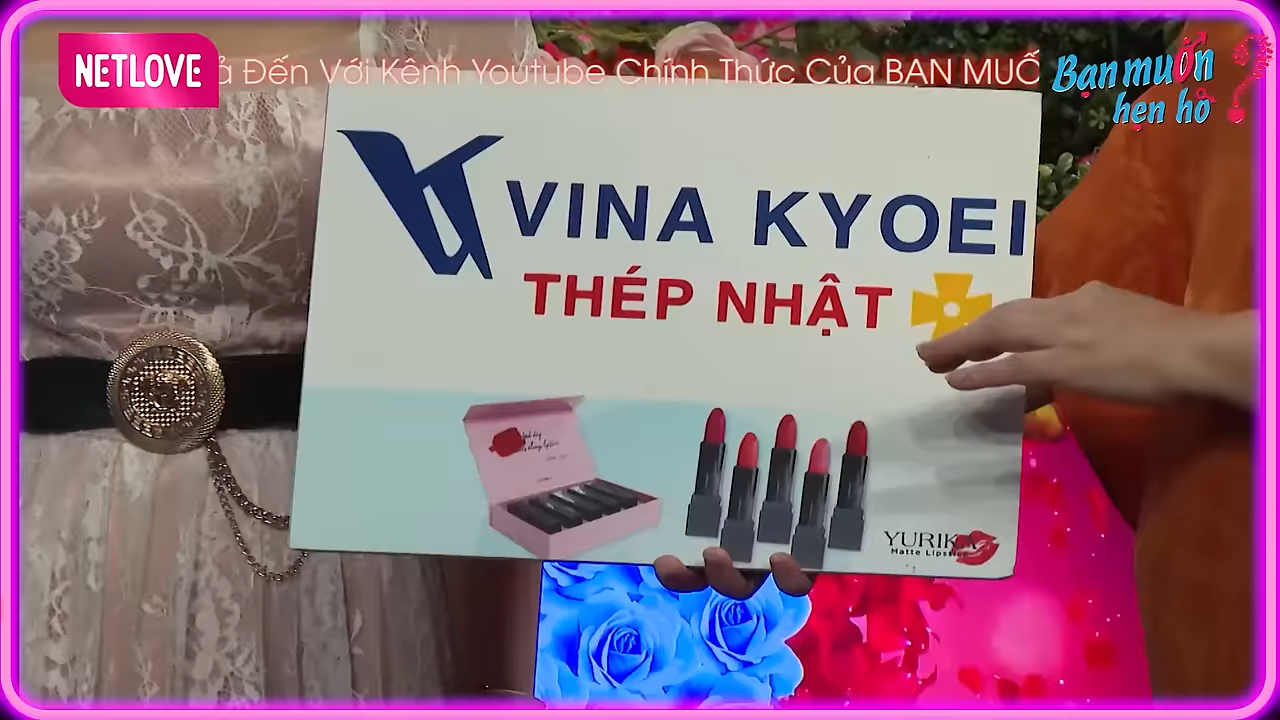 NETLOVE
Đến Với Kênh Youtube Chính Thức Của BẠN MUỐ
Bạn muốn
hẹn hò ?
VINA KYOEI
THÉP NHẬT
YURIKA
Matte Lipstick